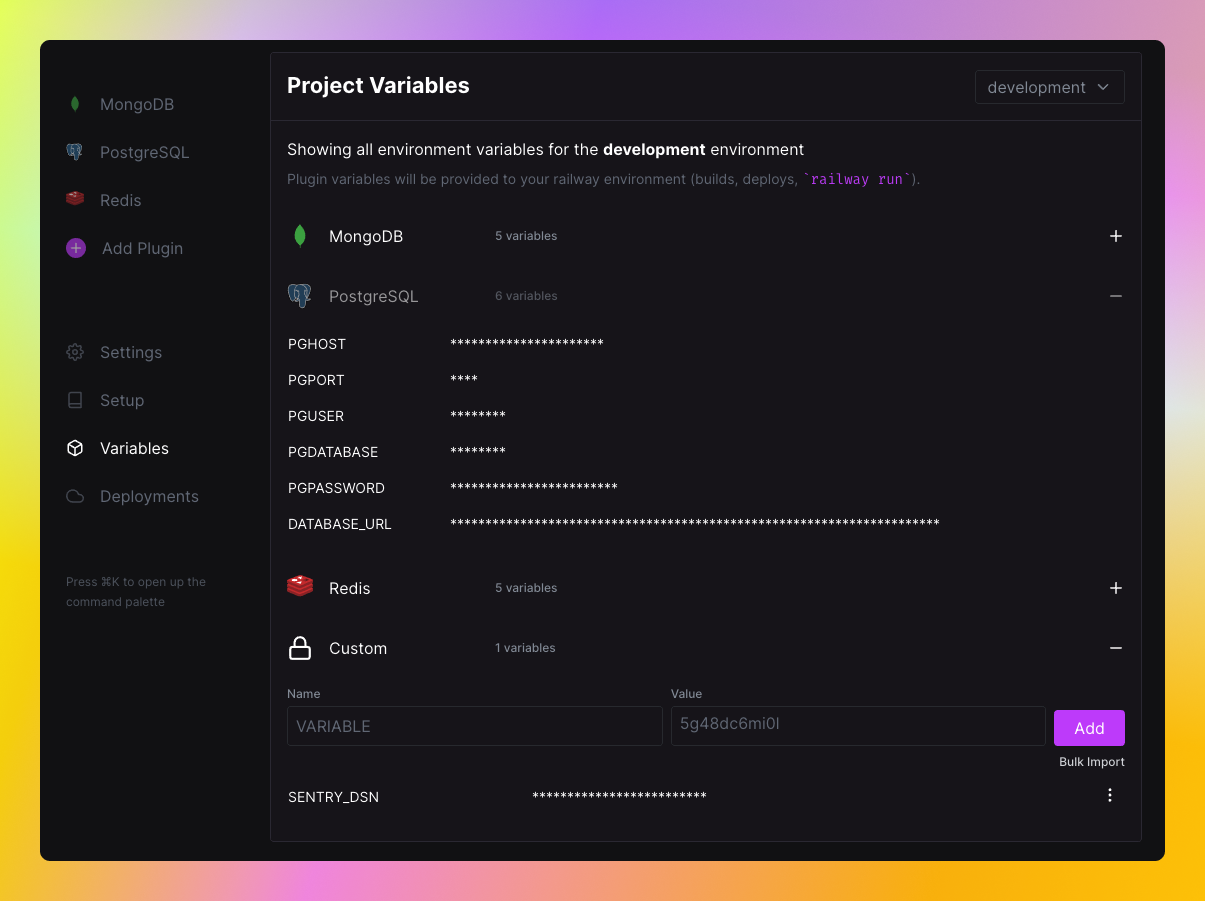 MongoDB
PostgreSQL
Redis
Add Plugin
Settings
Setup
Variables
Deployments
Press ⌘K to open up the
command palette
Project Variables
development
Showing all environment variables for the development environment
Plugin variables will be provided to your railway environment (builds, deploys, `railway run`).
MongoDB 5 variables +
PostgreSQL 6 variables −
PGHOST **********************
PGPORT ****
PGUSER ********
PGDATABASE ********
PGPASSWORD ************************
DATABASE_URL **********************************************************************
Redis 5 variables +
Custom 1 variables −
Name Value
VARIABLE 5g48dc6mi0l Add
Bulk Import
SENTRY_DSN *************************